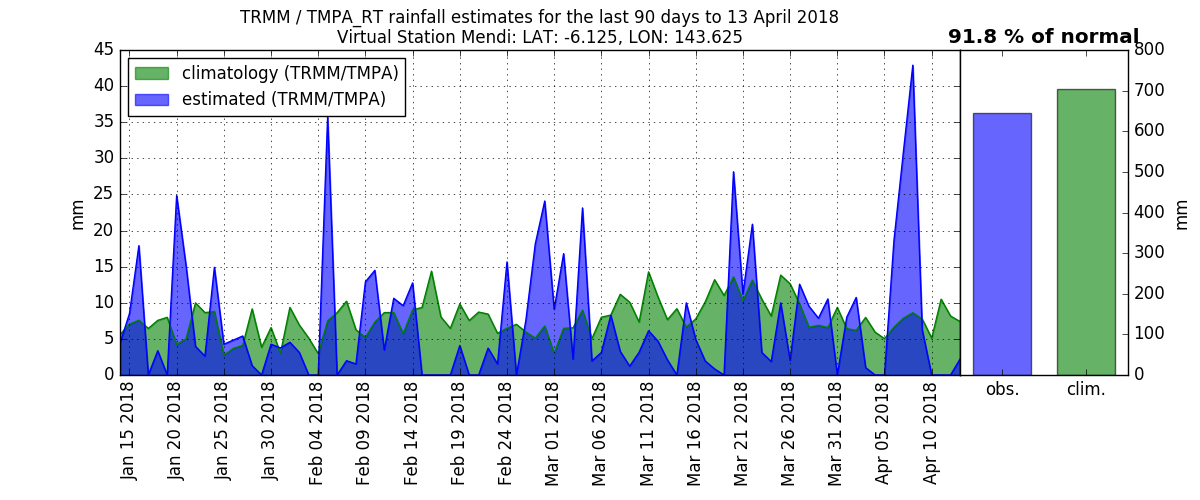 TRMM / TMPA_RT rainfall estimates for the last 90 days to 13 April 2018
Virtual Station Mendi: LAT: -6.125, LON: 143.625
91.8 % of normal
climatology (TRMM/TMPA)
estimated (TRMM/TMPA)
mm
45
40
35
30
25
20
15
10
5
0
Jan 15 2018
Jan 20 2018
Jan 25 2018
Jan 30 2018
Feb 04 2018
Feb 09 2018
Feb 14 2018
Feb 19 2018
Feb 24 2018
Mar 01 2018
Mar 06 2018
Mar 11 2018
Mar 16 2018
Mar 21 2018
Mar 26 2018
Mar 31 2018
Apr 05 2018
Apr 10 2018
800
700
600
500
400
300
200
100
0
mm
obs.
clim.